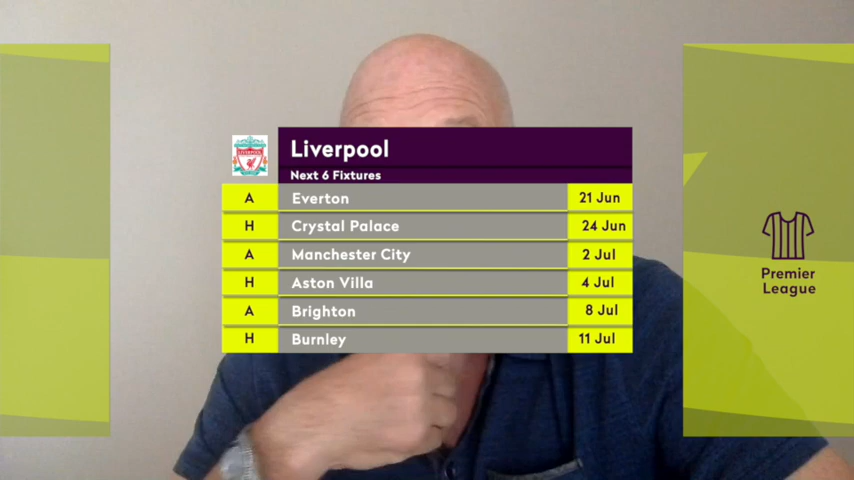 LIVERPOOL
Liverpool
Next 6 Fixtures
A Everton 21 Jun
H Crystal Palace 24 Jun
A Manchester City 2 Jul
H Aston Villa 4 Jul
A Brighton 8 Jul
H Burnley 11 Jul
Premier
League